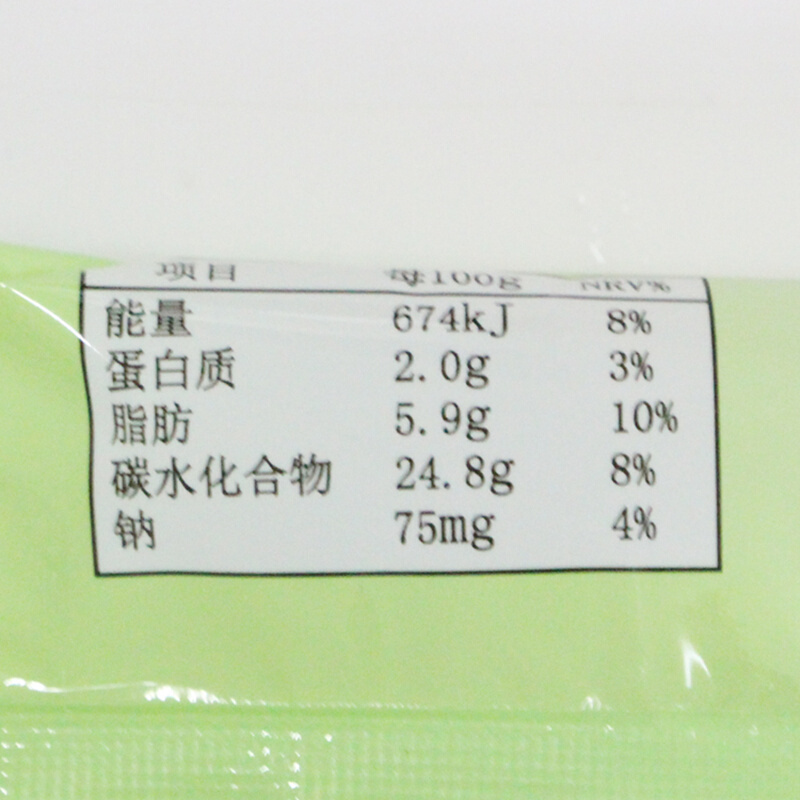 项目 每100g NRV%
能量 674kJ 8%
蛋白质 2.0g 3%
脂肪 5.9g 10%
碳水化合物 24.8g 8%
钠 75mg 4%